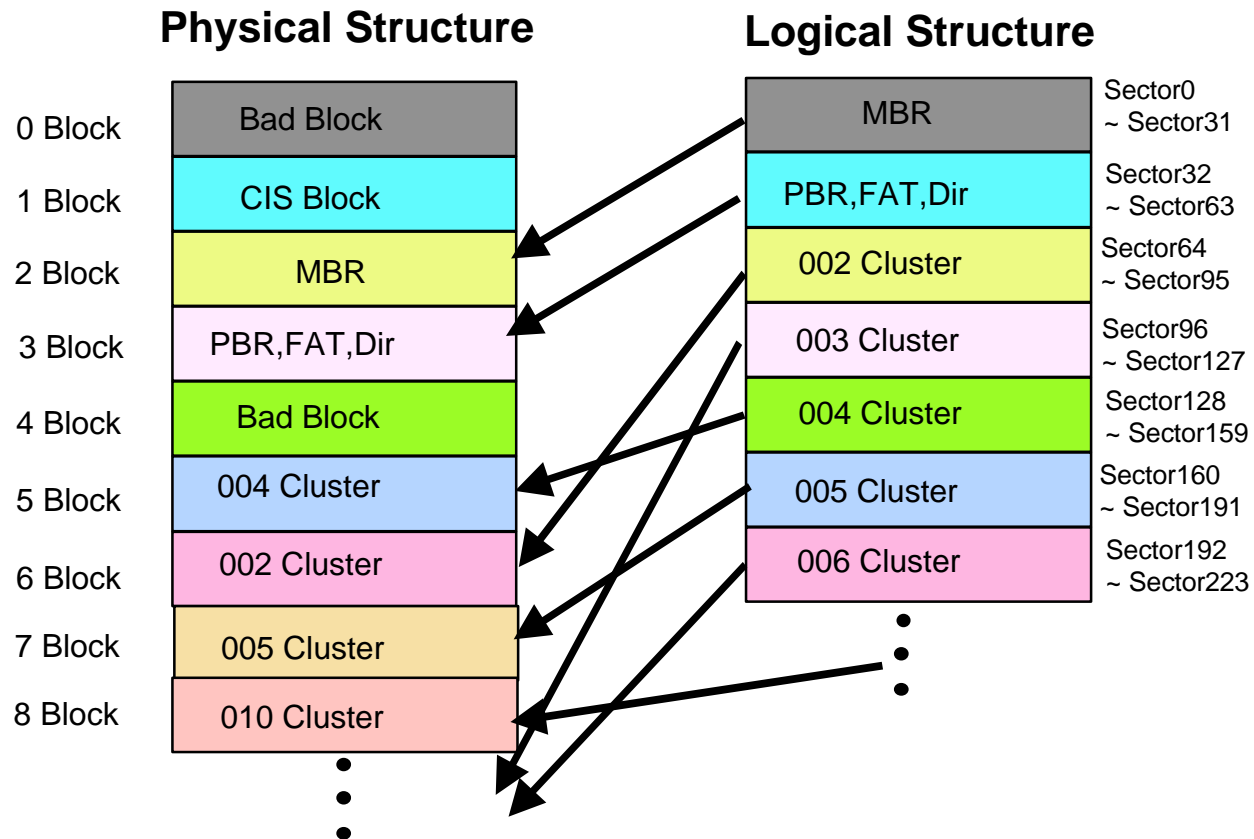 Physical Structure
Logical Structure
0 Block
Bad Block
1 Block
CIS Block
2 Block
MBR
3 Block
PBR,FAT,Dir
4 Block
Bad Block
5 Block
004 Cluster
6 Block
002 Cluster
7 Block
005 Cluster
8 Block
010 Cluster
MBR
Sector0
~ Sector31
PBR,FAT,Dir
Sector32
~ Sector63
002 Cluster
Sector64
~ Sector95
003 Cluster
Sector96
~ Sector127
004 Cluster
Sector128
~ Sector159
005 Cluster
Sector160
~ Sector191
006 Cluster
Sector192
~ Sector223